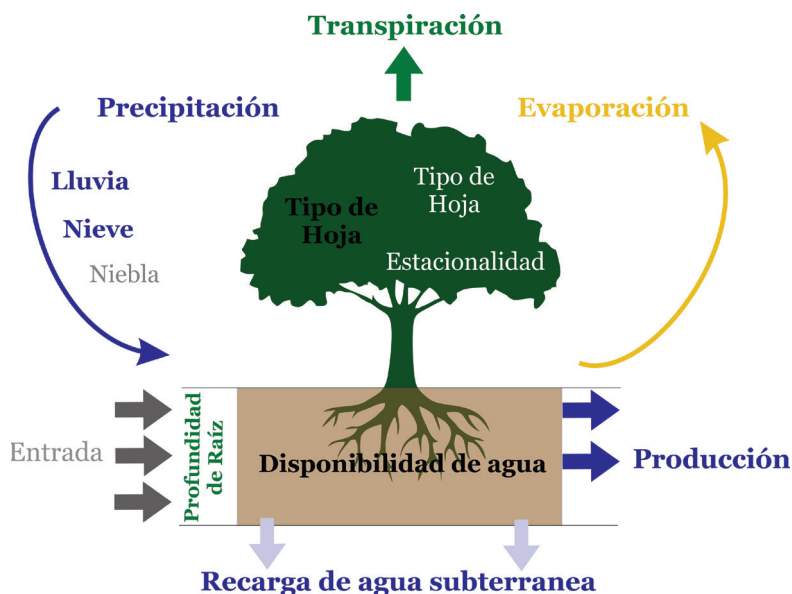 Transpiración
Precipitación
Evaporación
Lluvia
Nieve
Niebla
Tipo de
Hoja
Tipo de
Hoja
Estacionalidad
Entrada
Profundidad
de Raíz
Disponibilidad de agua
Producción
Recarga de agua subterranea